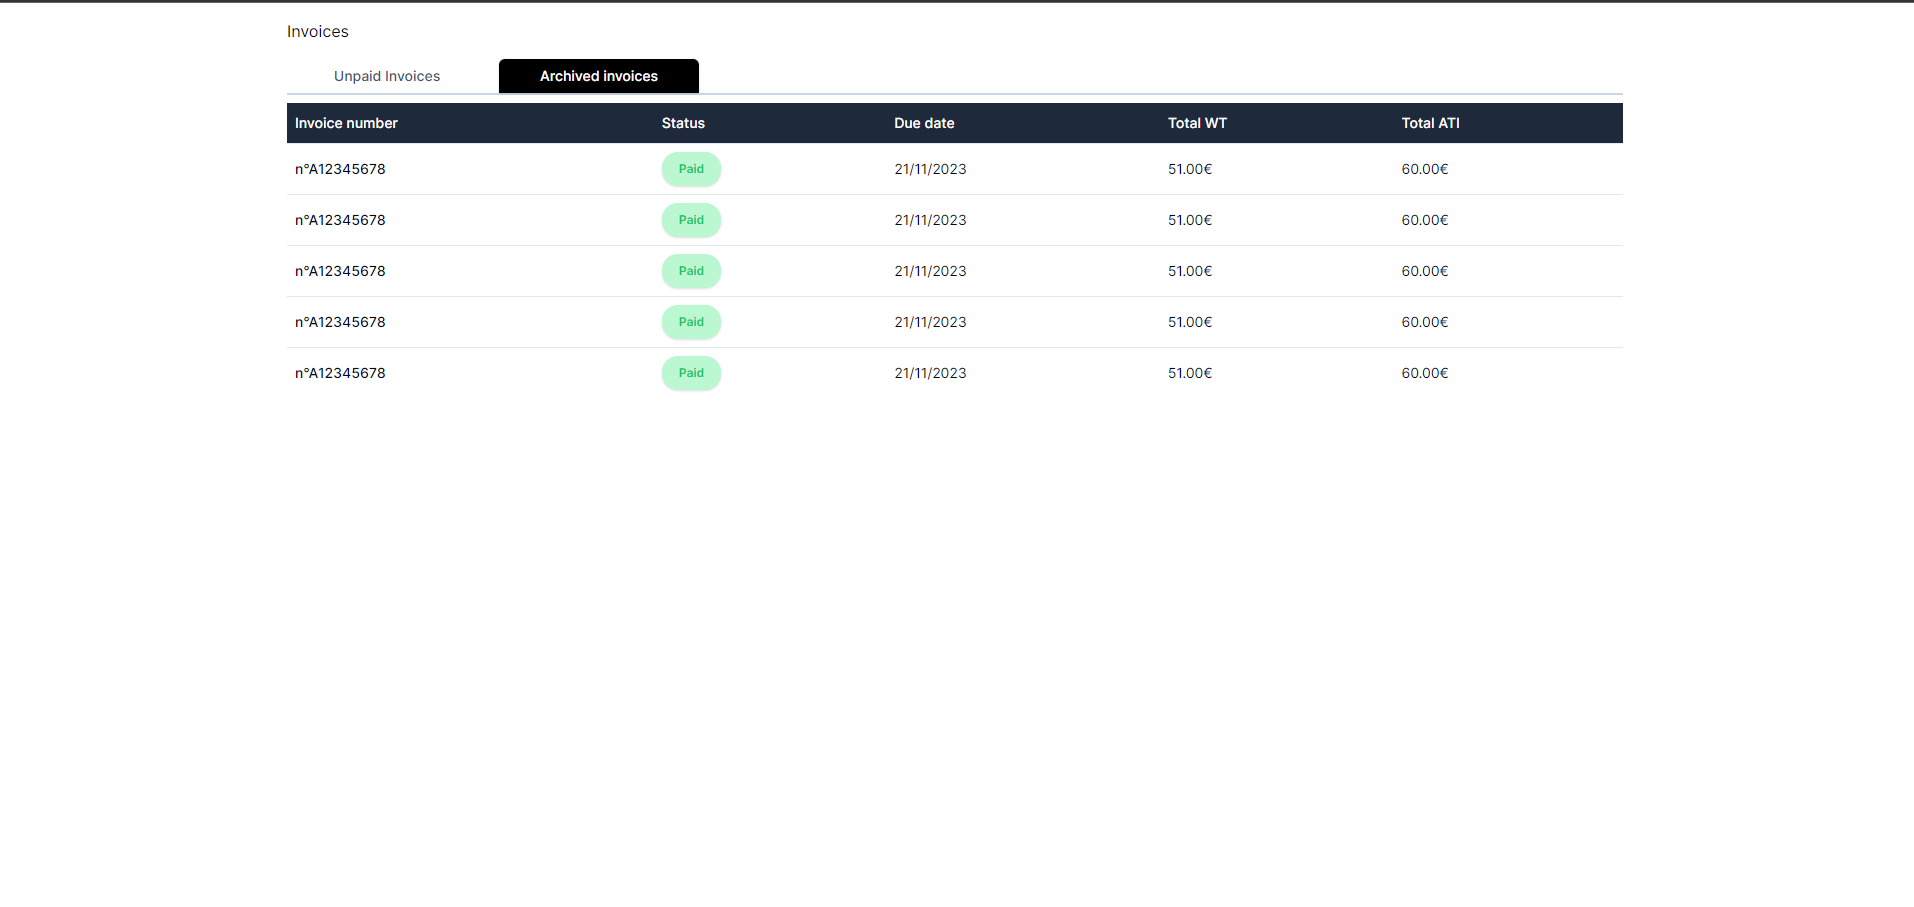 Invoices
Unpaid Invoices Archived invoices
Invoice number Status Due date Total WT Total ATI
n°A12345678 Paid 21/11/2023 51.00€ 60.00€
n°A12345678 Paid 21/11/2023 51.00€ 60.00€
n°A12345678 Paid 21/11/2023 51.00€ 60.00€
n°A12345678 Paid 21/11/2023 51.00€ 60.00€
n°A12345678 Paid 21/11/2023 51.00€ 60.00€